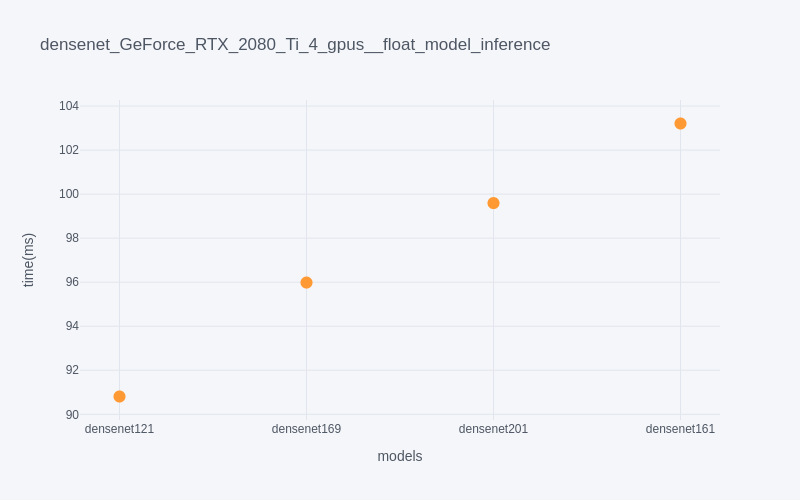 densenet_GeForce_RTX_2080_Ti_4_gpus__float_model_inference
104
102
100
98
96
94
92
90
time(ms)
densenet121 densenet169 densenet201 densenet161
models